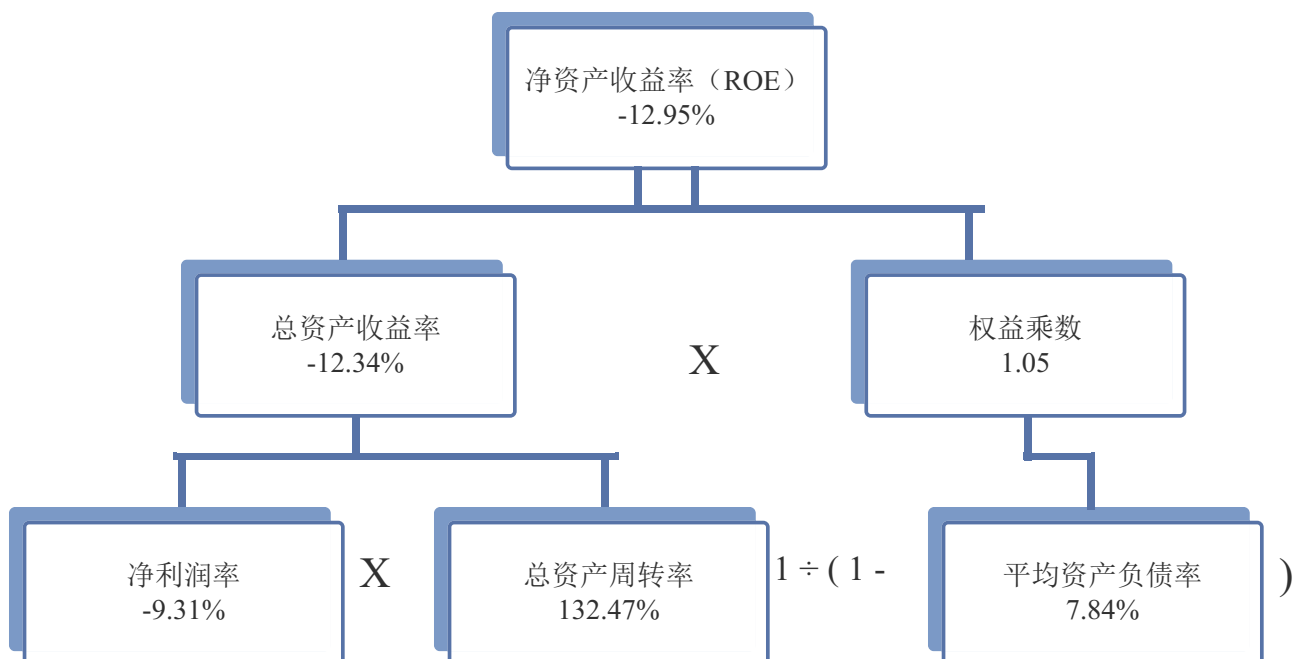 净资产收益率（ROE）
-12.95%
总资产收益率
-12.34%
X
权益乘数
1.05
净利润率
-9.31%
X
总资产周转率
132.47%
1 ÷ ( 1 -
平均资产负债率
7.84%
)